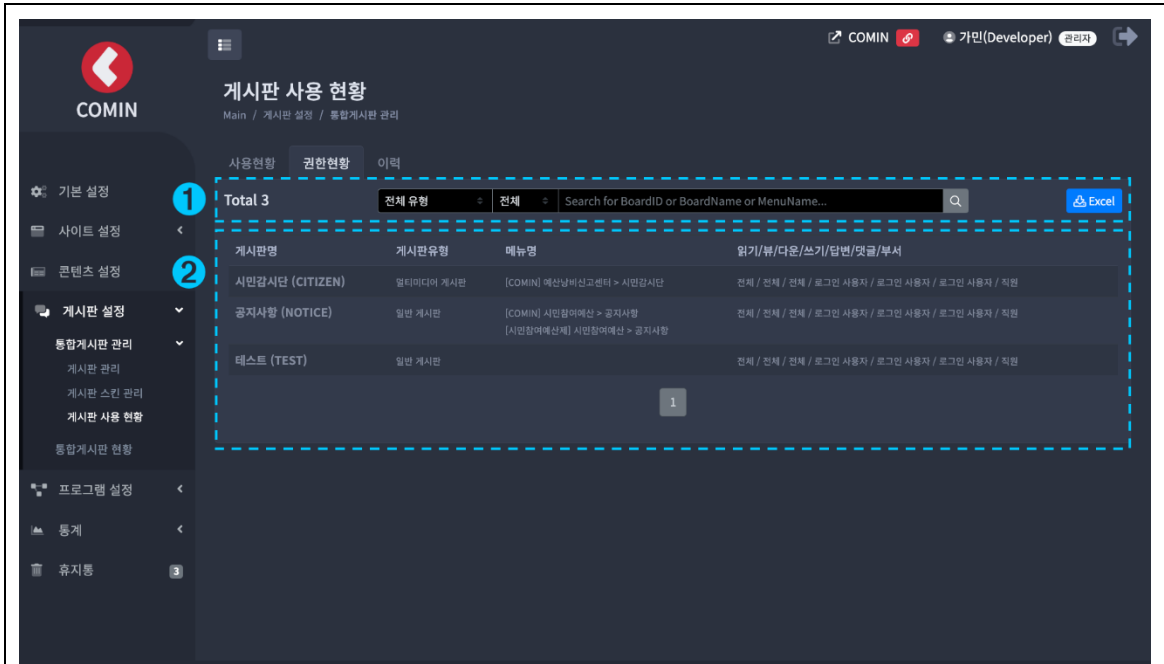 COMIN
COMIN 가민(Developer) 관리자
게시판 사용 현황
Main / 게시판 설정 / 통합게시판 관리
사용현황 권한현황 이력
기본 설정
사이트 설정
콘텐츠 설정
게시판 설정
통합게시판 관리
게시판 관리
게시판 스킨 관리
게시판 사용 현황
통합게시판 현황
프로그램 설정
통계
휴지통 3
1
Total 3 전체 유형 전체 Search for BoardID or BoardName or MenuName... Excel
2
게시판명 게시판유형 메뉴명 읽기/뷰/다운/쓰기/답변/댓글/부서
시민감시단 (CITIZEN) 멀티미디어 게시판 [COMIN] 예산낭비신고센터 > 시민감시단 전체 / 전체 / 전체 / 로그인 사용자 / 로그인 사용자 / 로그인 사용자 / 직원
공지사항 (NOTICE) 일반 게시판 [COMIN] 시민참여예산 > 공지사항 전체 / 전체 / 전체 / 로그인 사용자 / 로그인 사용자 / 로그인 사용자 / 직원
[시민참여예산제] 시민참여예산 > 공지사항
테스트 (TEST) 일반 게시판 전체 / 전체 / 전체 / 로그인 사용자 / 로그인 사용자 / 로그인 사용자 / 직원
1